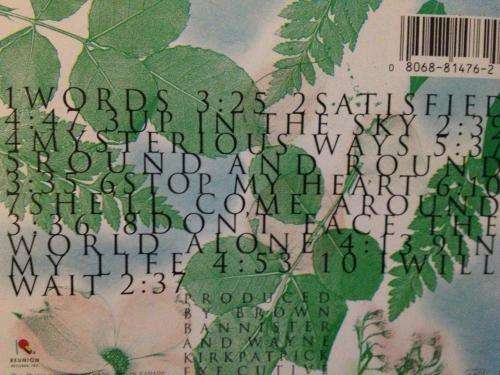 1WORDS 3:25 2SATISFIED
4:47 3UP IN THE SKY 2:39
4MYSTERIOUS WAYS 5:37
5ROUND AND ROUND
3:35 6STOP MY HEART
7SHE'LL COME AROUND
3:36 8DON'T FACE THE
WORLD ALONE 4:13 9IN
MY LIFE 4:53 10 I WILL
WAIT 2:37
PRODUCED
BY BROWN
BANNISTER
AND WAYNE
KIRKPATRICK
EXECUTIVE
0 8068-81476-2
REUNION
RECORDS, INC.